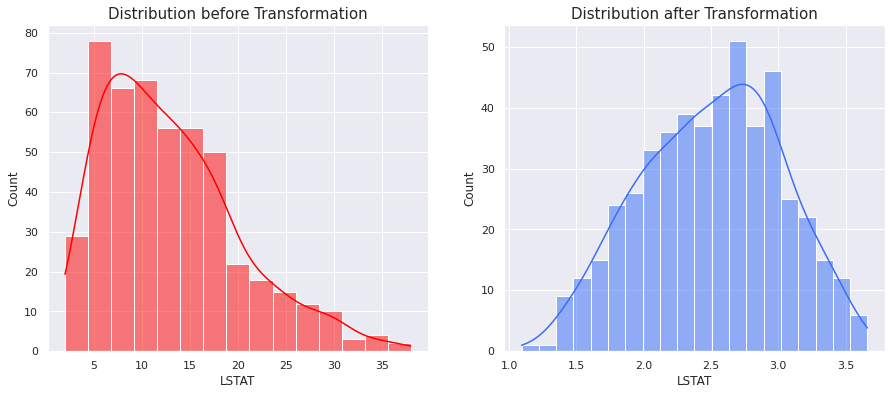 Distribution before Transformation
80
70
60
50
40
30
20
10
0
Count
5 10 15 20 25 30 35
LSTAT
Distribution after Transformation
50
40
30
20
10
0
Count
1.0 1.5 2.0 2.5 3.0 3.5
LSTAT